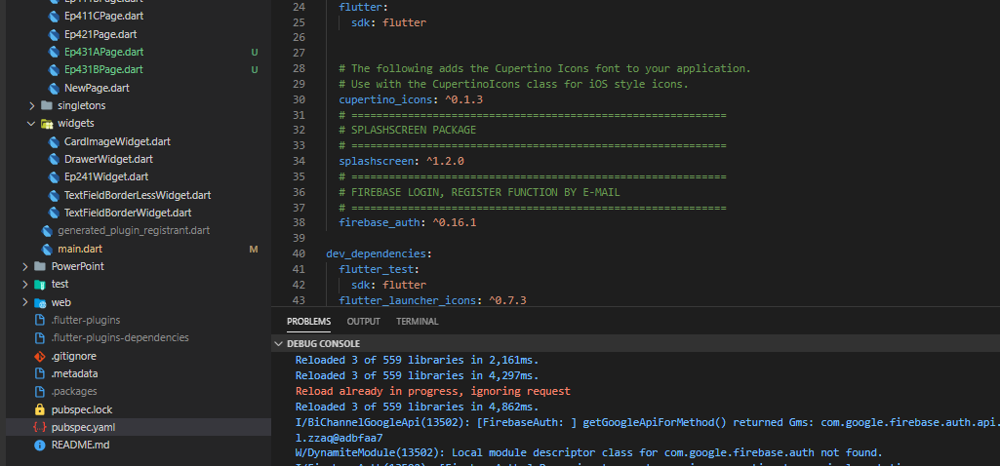 Ep411CPage.dart
Ep421Page.dart
Ep431APage.dart U
Ep431BPage.dart U
NewPage.dart
singletons
widgets
CardImageWidget.dart
DrawerWidget.dart
Ep241Widget.dart
TextFieldBorderLessWidget.dart
TextFieldBorderWidget.dart
generated_plugin_registrant.dart
main.dart M
PowerPoint
test
web
.flutter-plugins
.flutter-plugins-dependencies
.gitignore
.metadata
.packages
pubspec.lock
pubspec.yaml
README.md
24 flutter:
25 sdk: flutter
26
27
28 # The following adds the Cupertino Icons font to your application.
29 # Use with the CupertinoIcons class for iOS style icons.
30 cupertino_icons: ^0.1.3
31 # ============================================================
32 # SPLASHSCREEN PACKAGE
33 # ============================================================
34 splashscreen: ^1.2.0
35 # ============================================================
36 # FIREBASE LOGIN, REGISTER FUNCTION BY E-MAIL
37 # ============================================================
38 firebase_auth: ^0.16.1
39
40 dev_dependencies:
41 flutter_test:
42 sdk: flutter
43 flutter_launcher_icons: ^0.7.3
PROBLEMS OUTPUT TERMINAL
DEBUG CONSOLE
Reloaded 3 of 559 libraries in 2,161ms.
Reloaded 3 of 559 libraries in 4,297ms.
Reload already in progress, ignoring request
Reloaded 3 of 559 libraries in 4,862ms.
I/BiChannelGoogleApi(13502): [FirebaseAuth: ] getGoogleApiForMethod() returned Gms: com.google.firebase.auth.api.
l.zzaq@adbfaa7
W/DynamiteModule(13502): Local module descriptor class for com.google.firebase.auth not found.